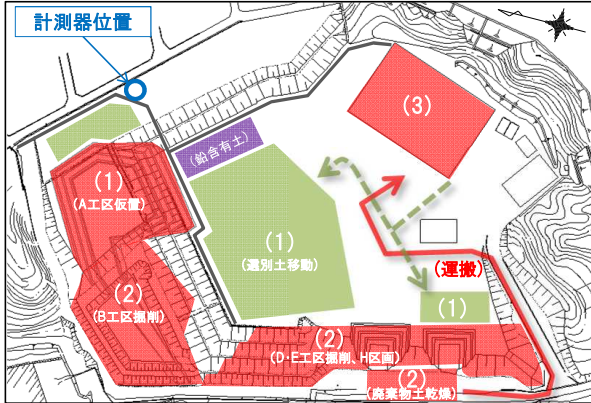 計測器位置
(3)
(鉛含有土)
(1)
(A工区仮置)
(1)
(選別土移動)
(運搬)
(2)
(B工区掘削)
(1)
(2)
(D・E工区掘削、H区画)
(2)
(廃棄物土乾燥)